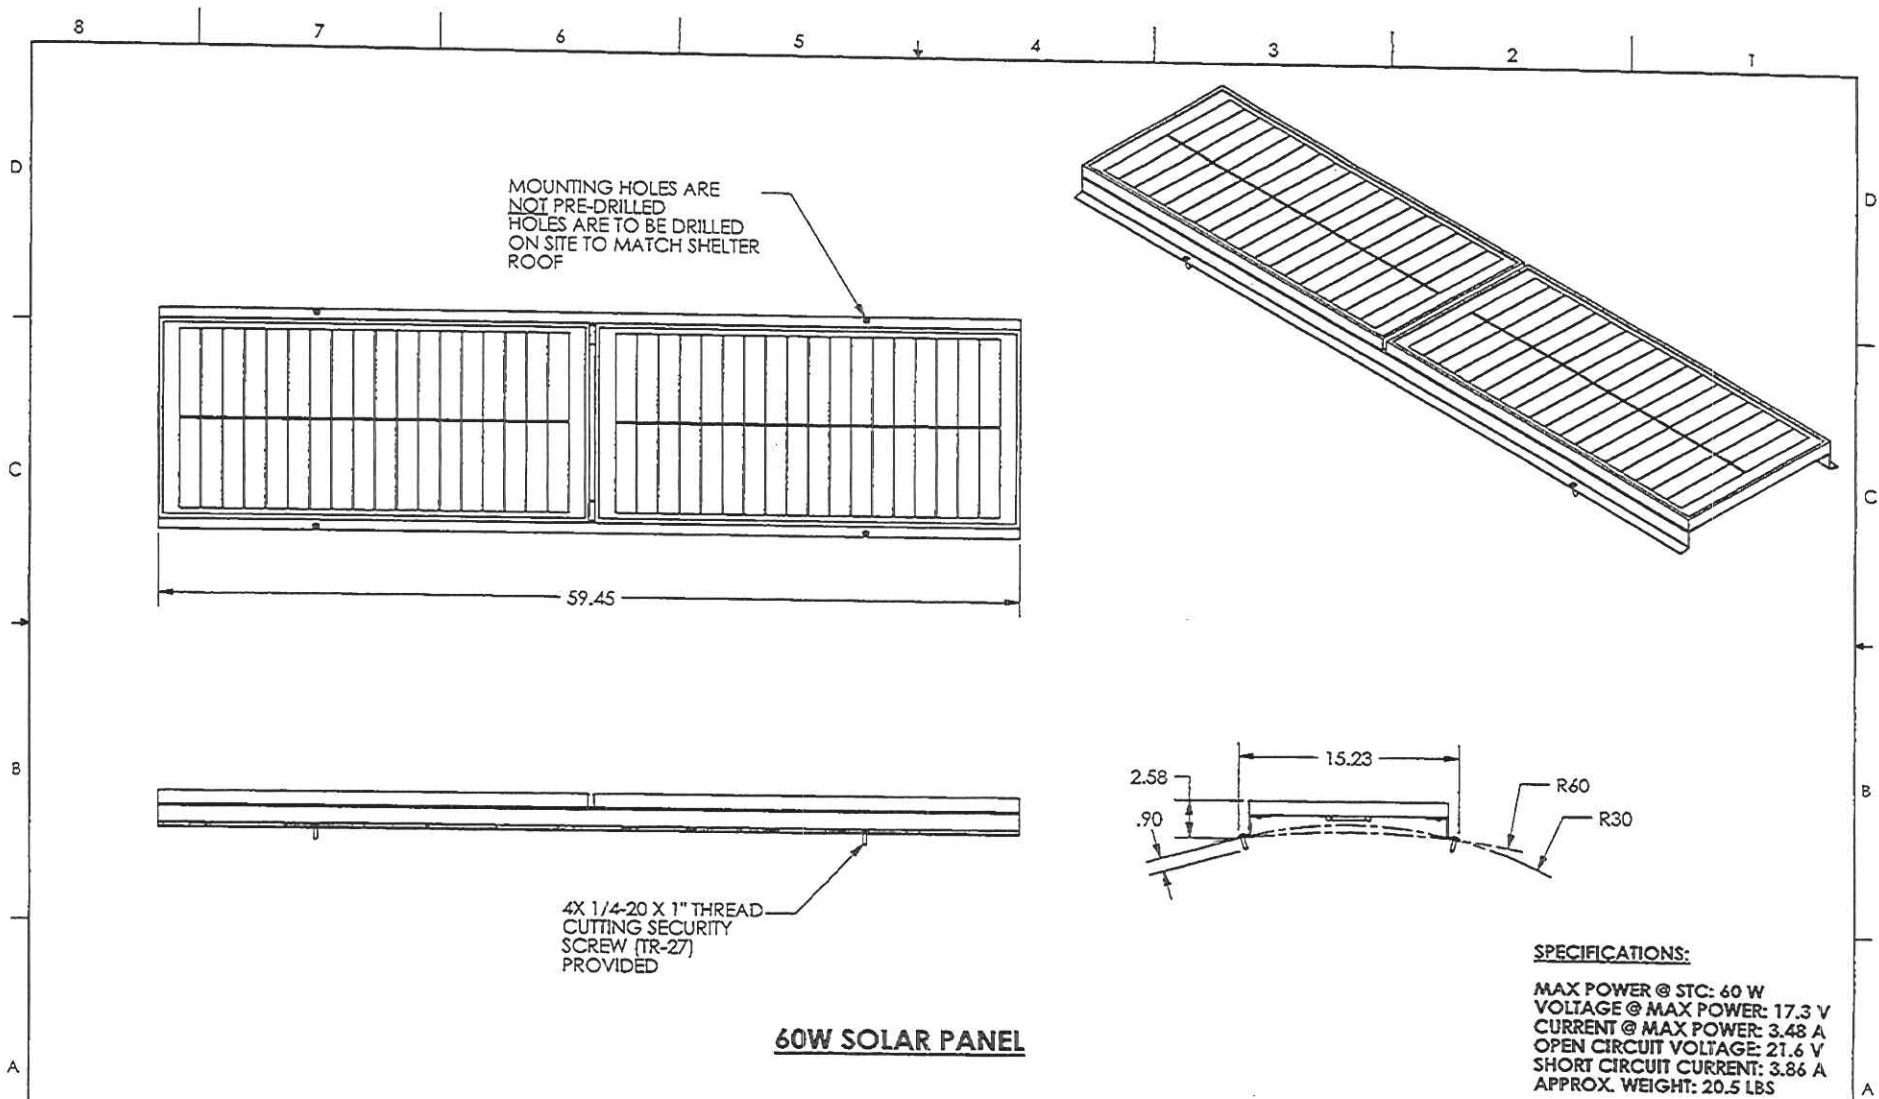 8 7 6 5 4 3 2 1
D
D
MOUNTING HOLES ARE
NOT PRE-DRILLED
HOLES ARE TO BE DRILLED
ON SITE TO MATCH SHELTER
ROOF
C
C
59.45
B
B
15.23
2.58
.90
R60
R30
4X 1/4-20 X 1" THREAD
CUTTING SECURITY
SCREW (TR-27)
PROVIDED
SPECIFICATIONS:
MAX POWER @ STC: 60 W
VOLTAGE @ MAX POWER: 17.3 V
CURRENT @ MAX POWER: 3.48 A
OPEN CIRCUIT VOLTAGE: 21.6 V
SHORT CIRCUIT CURRENT: 3.86 A
APPROX. WEIGHT: 20.5 LBS
60W SOLAR PANEL
A
A